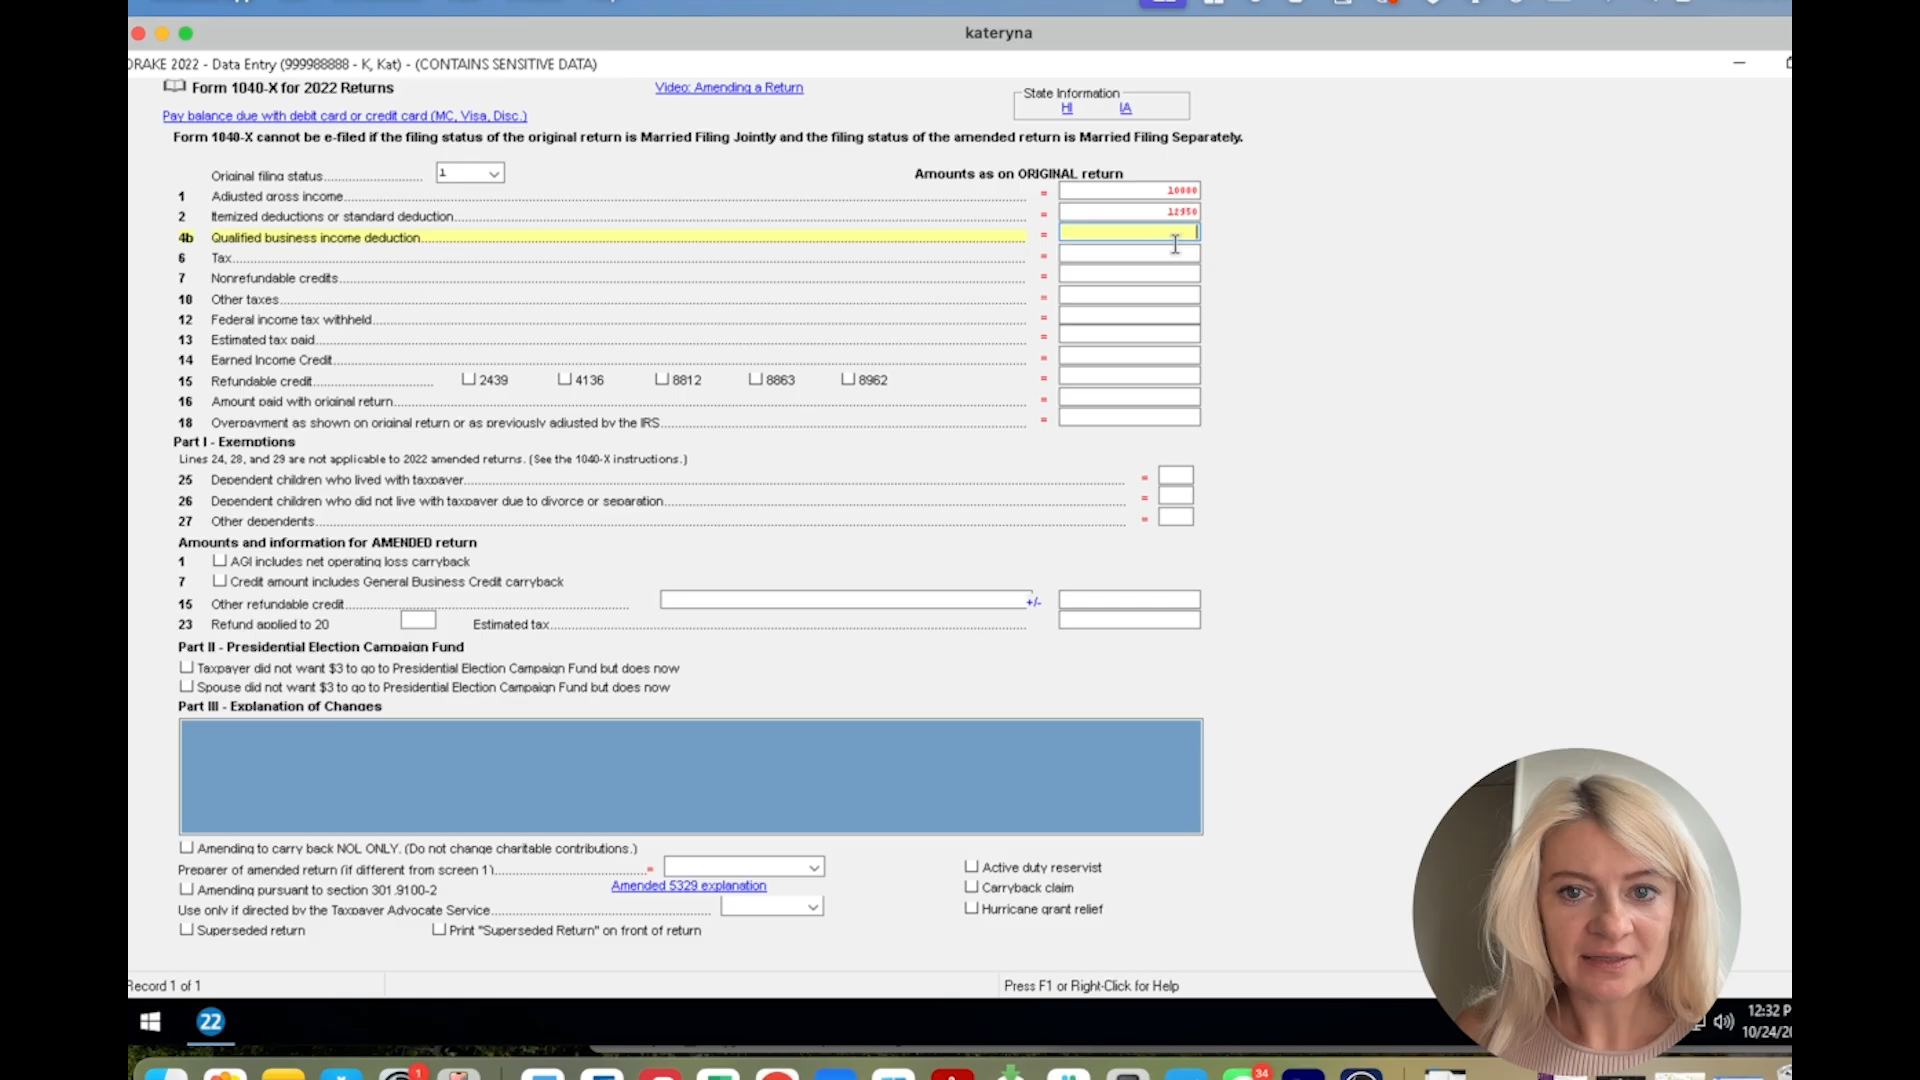 kateryna
DRAKE 2022 - Data Entry (999988888 - K, Kat) - (CONTAINS SENSITIVE DATA)
Form 1040-X for 2022 Returns
Video: Amending a Return
State Information
HI IA
Pay balance due with debit card or credit card (MC, Visa, Disc.)
Form 1040-X cannot be e-filed if the filing status of the original return is Married Filing Jointly and the filing status of the amended return is Married Filing Separately.
Original filing status 1
Amounts as on ORIGINAL return
1 Adjusted gross income = 10000
2 Itemized deductions or standard deduction = 12950
4b Qualified business income deduction =
6 Tax =
7 Nonrefundable credits =
10 Other taxes =
12 Federal income tax withheld =
13 Estimated tax paid =
14 Earned Income Credit =
15 Refundable credit 2439 4136 8812 8863 8962 =
16 Amount paid with original return =
18 Overpayment as shown on original return or as previously adjusted by the IRS =
Part I - Exemptions
Lines 24, 28, and 29 are not applicable to 2022 amended returns. (See the 1040-X instructions.)
25 Dependent children who lived with taxpayer =
26 Dependent children who did not live with taxpayer due to divorce or separation =
27 Other dependents =
Amounts and information for AMENDED return
1 AGI includes net operating loss carryback
7 Credit amount includes General Business Credit carryback
15 Other refundable credit +/-
23 Refund applied to 20 Estimated tax
Part II - Presidential Election Campaign Fund
Taxpayer did not want $3 to go to Presidential Election Campaign Fund but does now
Spouse did not want $3 to go to Presidential Election Campaign Fund but does now
Part III - Explanation of Changes
Amending to carry back NOL ONLY. (Do not change charitable contributions.)
Preparer of amended return (if different from screen 1) =
Active duty reservist
Amending pursuant to section 301.9100-2
Amended 5329 explanation
Carryback claim
Use only if directed by the Taxpayer Advocate Service
Hurricane grant relief
Superseded return
Print "Superseded Return" on front of return
Record 1 of 1
Press F1 or Right-Click for Help
22
12:32 P
10/24/20
1
34